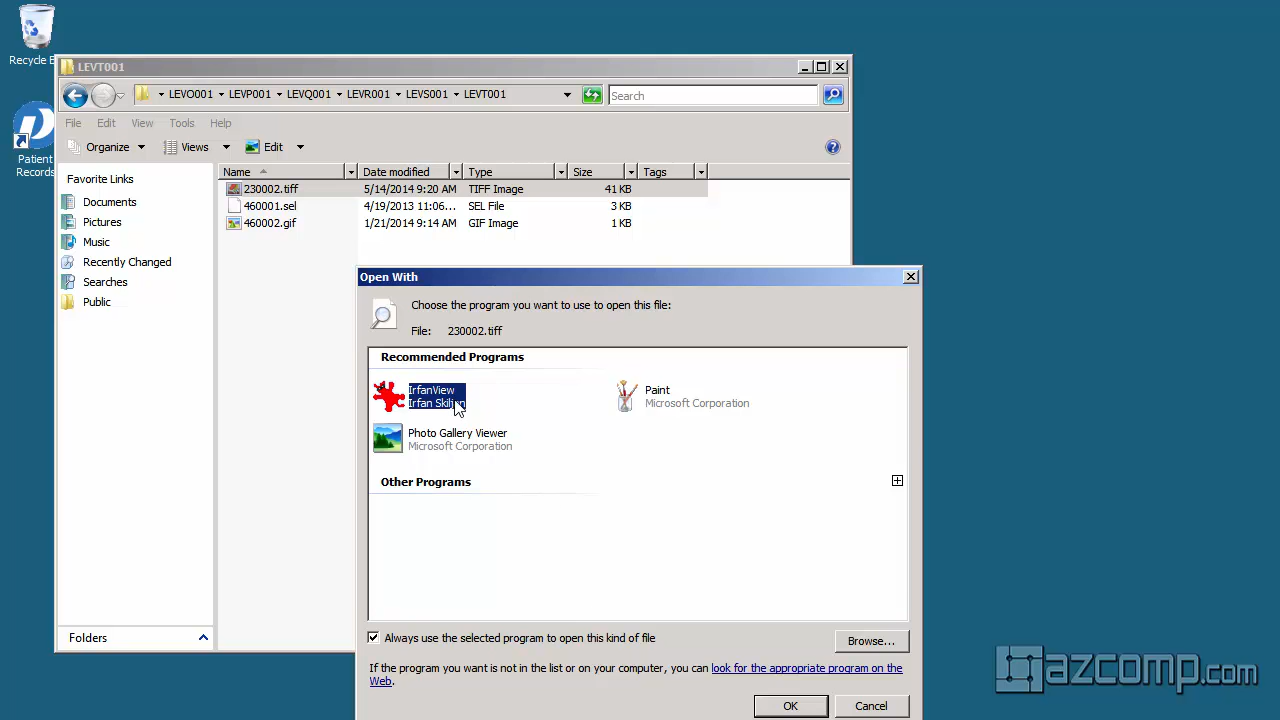 Recycle B
Patient
Records
LEVT001
LEVO001 LEVP001 LEVQ001 LEVR001 LEVS001 LEVT001
Search
File Edit View Tools Help
Organize Views Edit
Favorite Links
Documents
Pictures
Music
Recently Changed
Searches
Public
Folders
Name Date modified Type Size Tags
230002.tiff 5/14/2014 9:20 AM TIFF Image 41 KB
460001.sel 4/19/2013 11:06... SEL File 3 KB
460002.gif 1/21/2014 9:14 AM GIF Image 1 KB
Open With
Choose the program you want to use to open this file:
File: 230002.tiff
Recommended Programs
IrfanView
Irfan Skiljan
Paint
Microsoft Corporation
Photo Gallery Viewer
Microsoft Corporation
Other Programs
Always use the selected program to open this kind of file
Browse...
If the program you want is not in the list or on your computer, you can look for the appropriate program on the
Web.
OK Cancel
azcomp.com